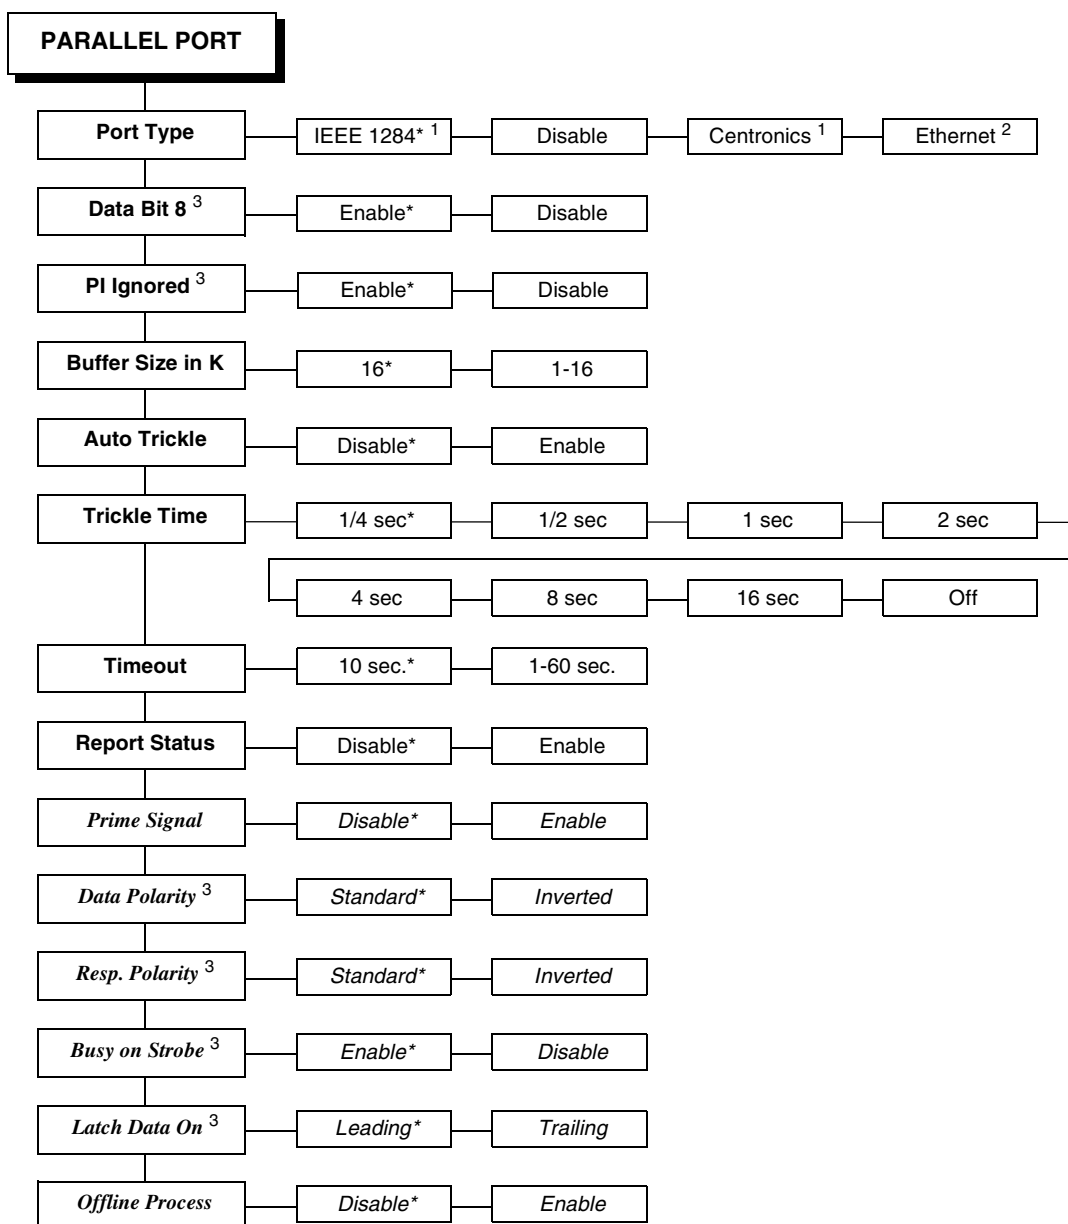 PARALLEL PORT
Port Type IEEE 1284* 1 Disable Centronics 1 Ethernet 2
Data Bit 8 3 Enable* Disable
PI Ignored 3 Enable* Disable
Buffer Size in K 16* 1-16
Auto Trickle Disable* Enable
Trickle Time 1/4 sec* 1/2 sec 1 sec 2 sec
4 sec 8 sec 16 sec Off
Timeout 10 sec.* 1-60 sec.
Report Status Disable* Enable
Prime Signal Disable* Enable
Data Polarity 3 Standard* Inverted
Resp. Polarity 3 Standard* Inverted
Busy on Strobe 3 Enable* Disable
Latch Data On 3 Leading* Trailing
Offline Process Disable* Enable